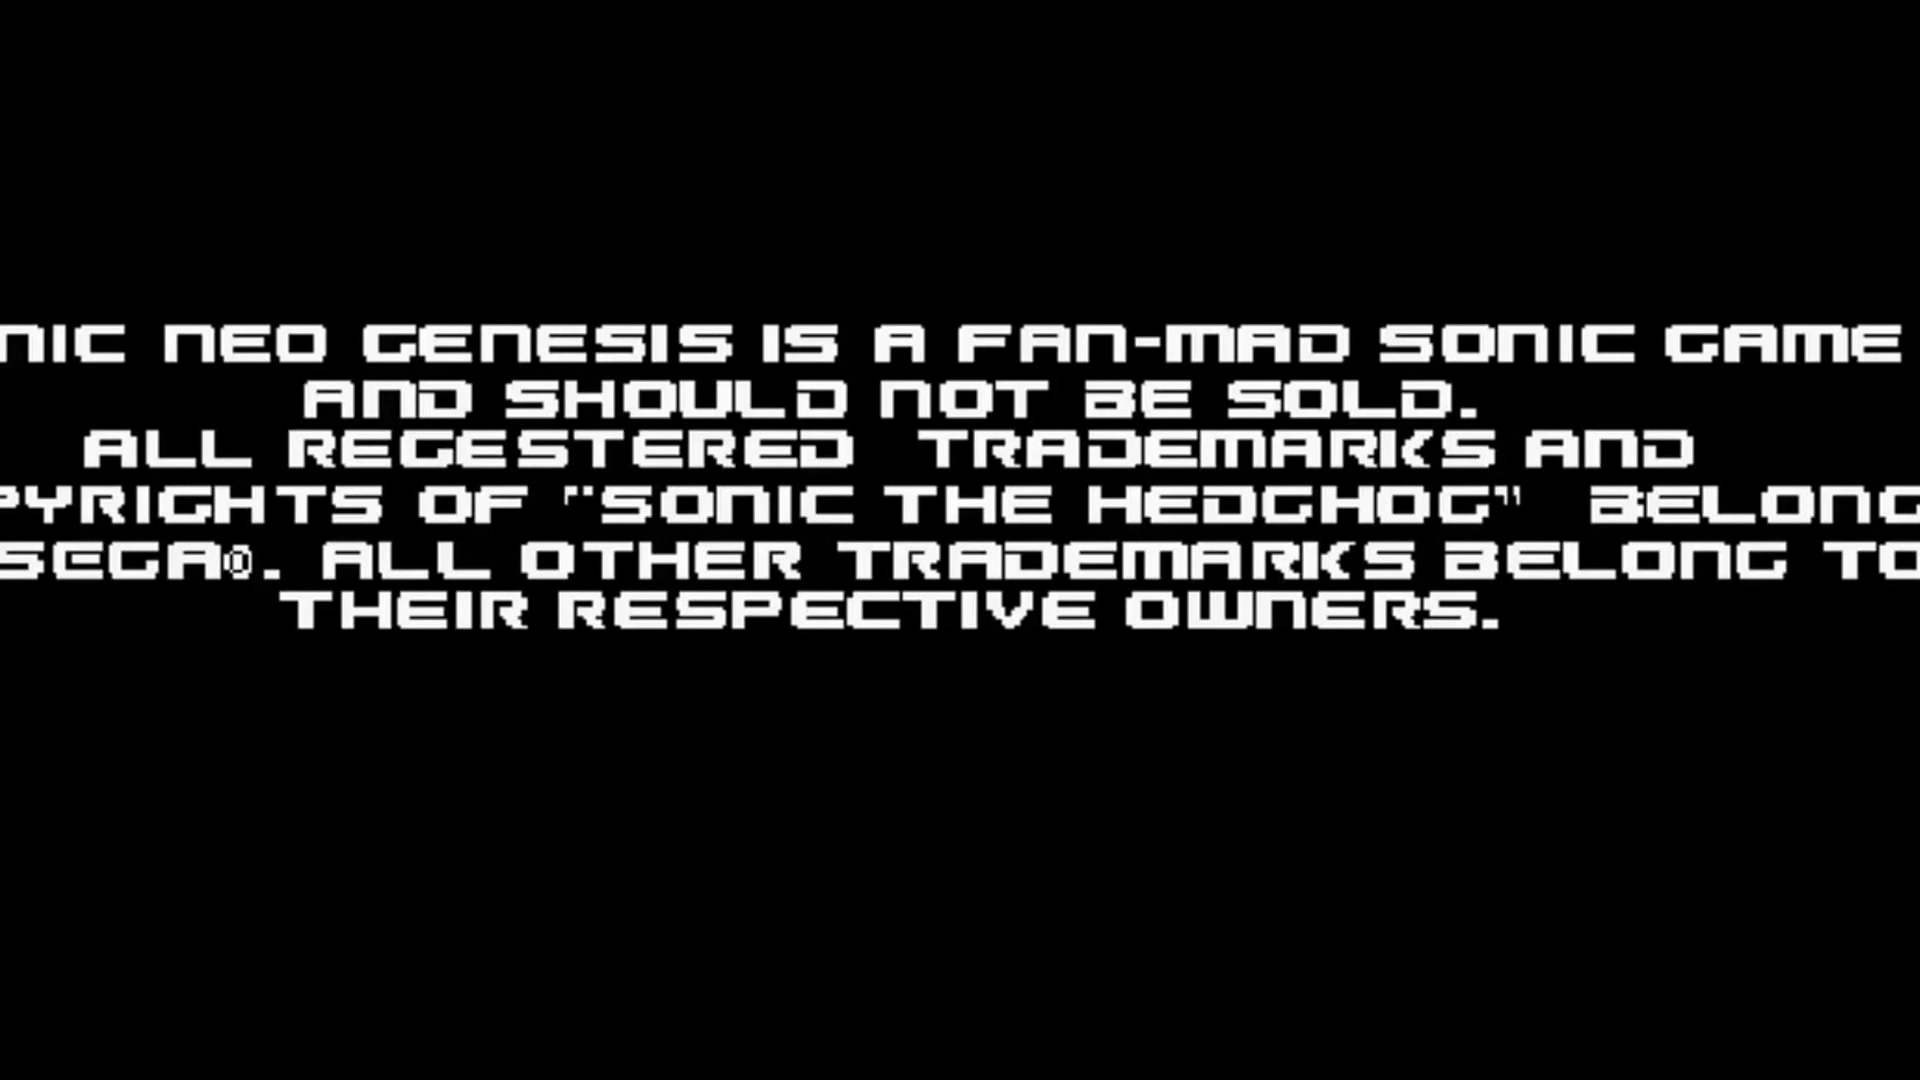 NIC NEO GENESIS IS A FAN-MAD SONIC GAME
AND SHOULD NOT BE SOLD.
ALL REGESTERED TRADEMARKS AND
PYRIGHTS OF "SONIC THE HEDGHOG" BELONG
SEGA®. ALL OTHER TRADEMARKS BELONG TO
THEIR RESPECTIVE OWNERS.